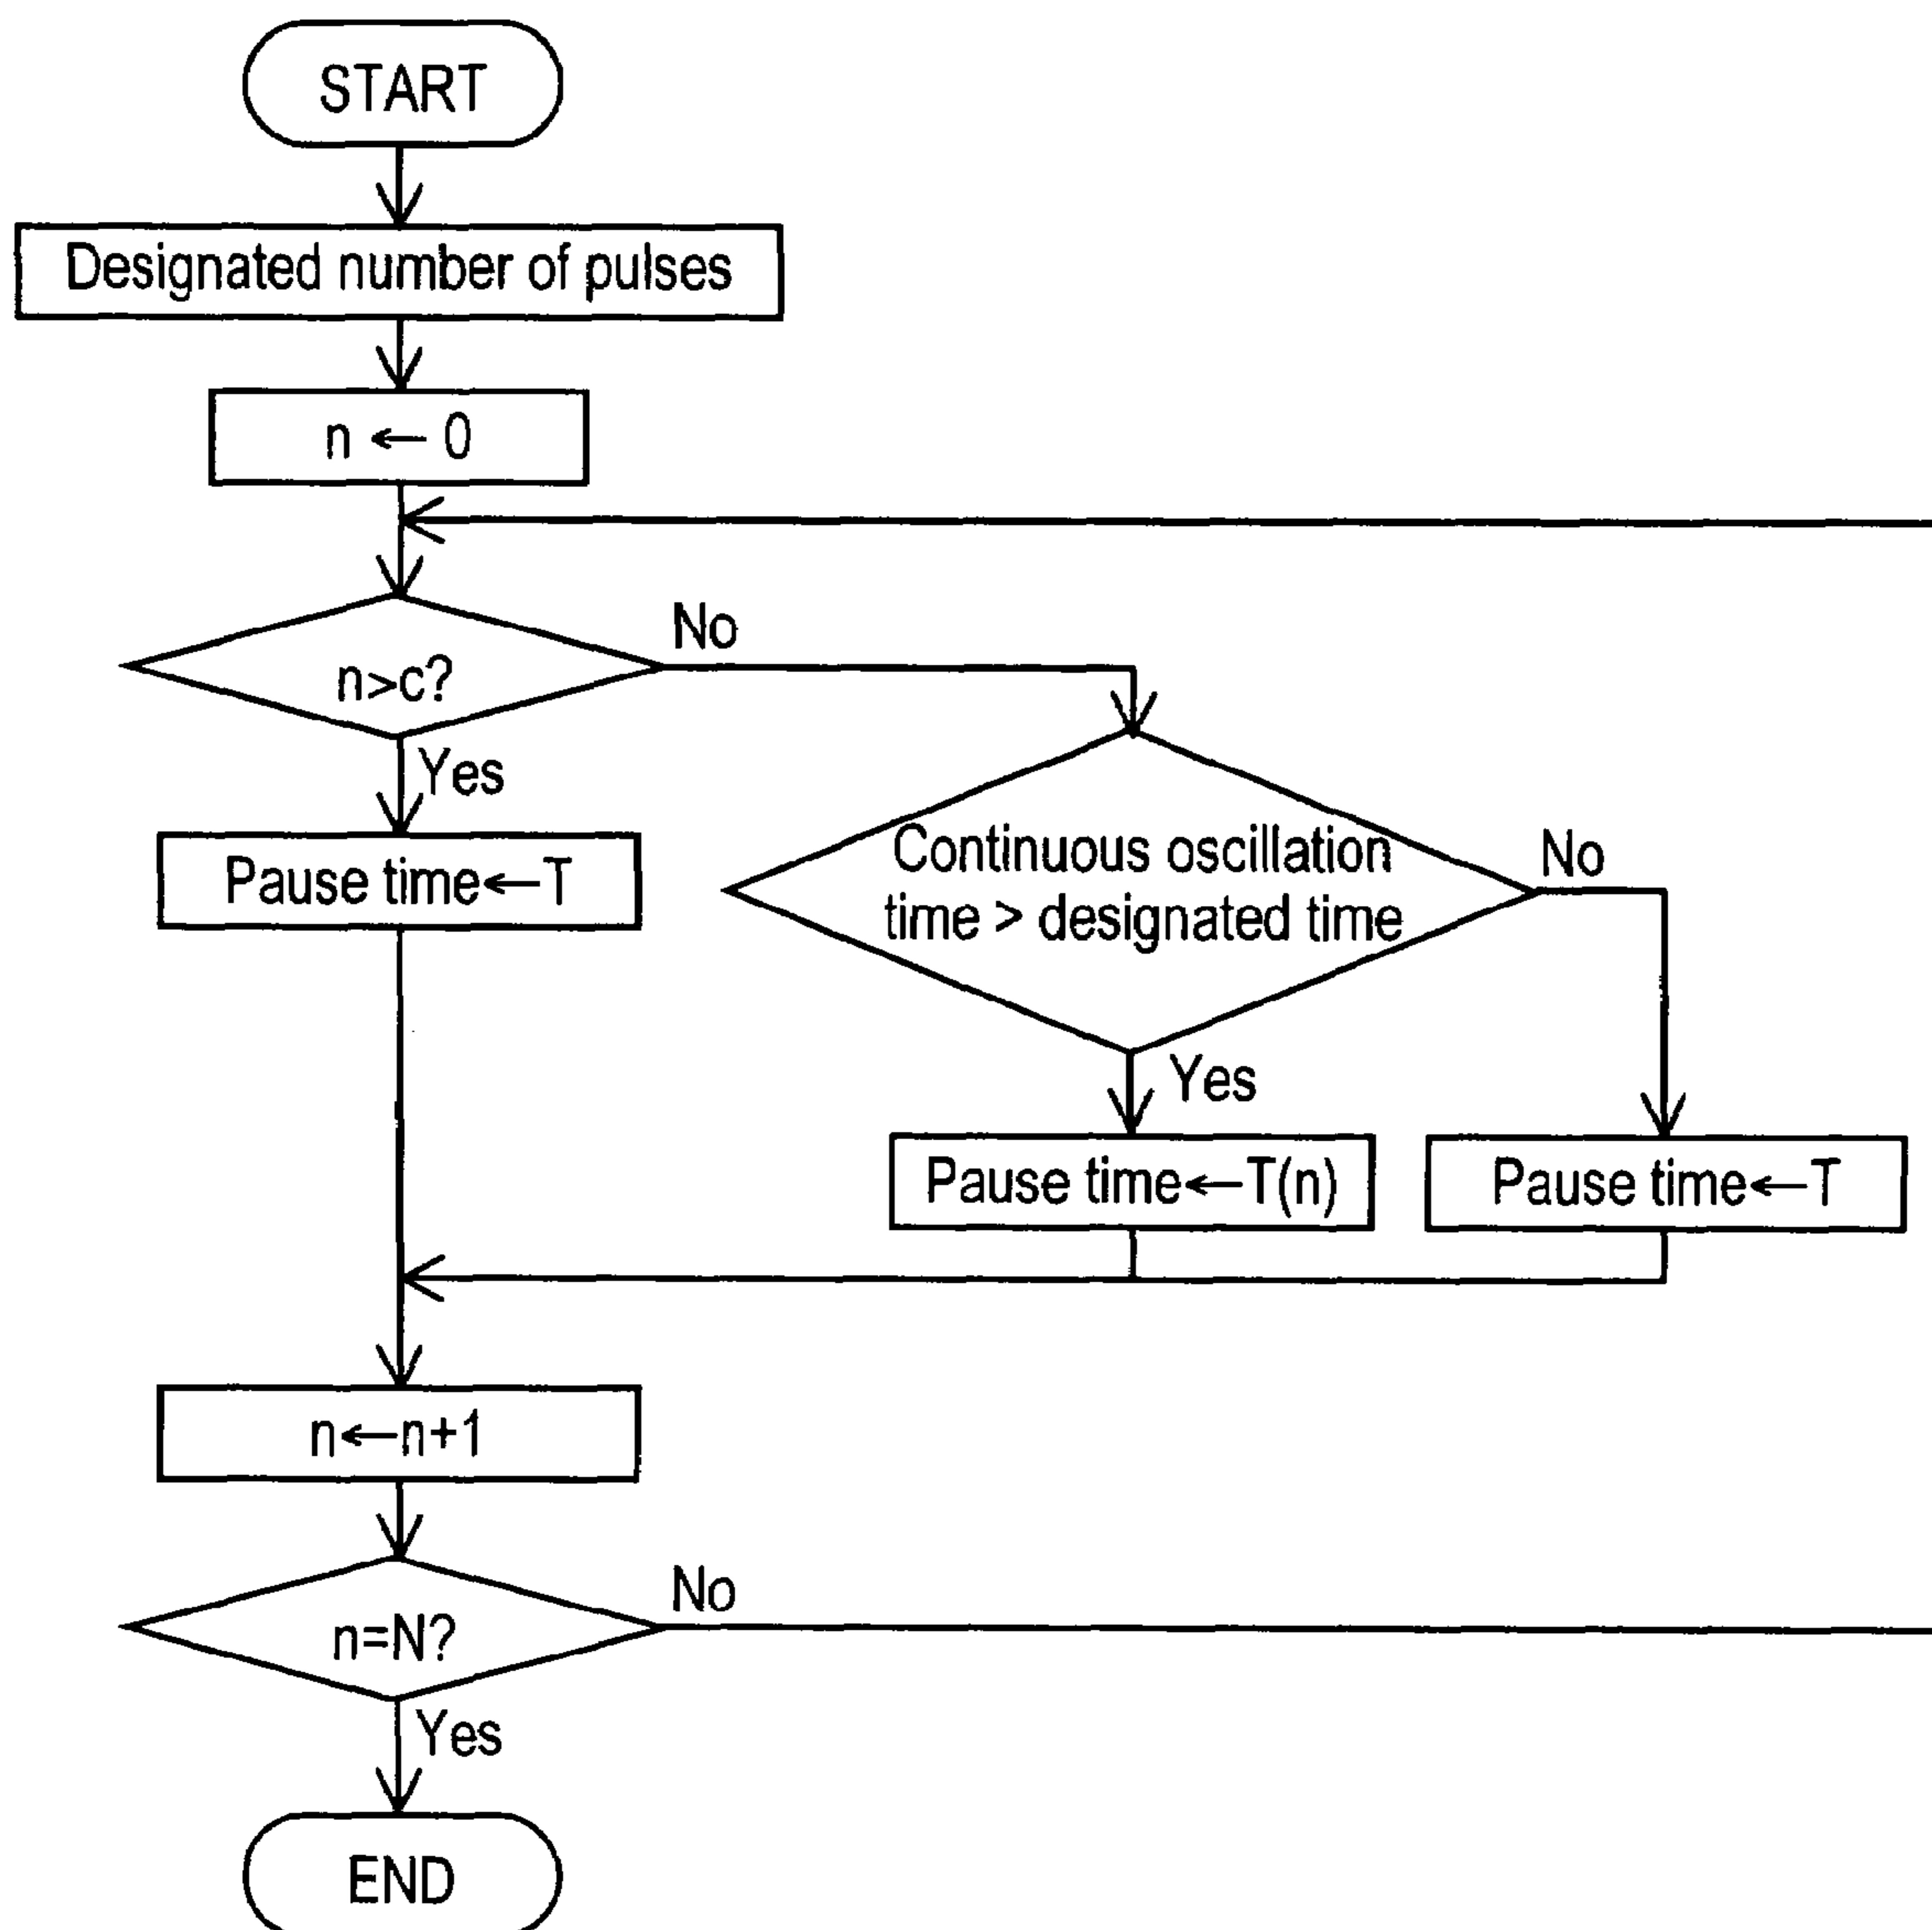 START
Designated number of pulses
n ← 0
n>c?
No
Yes
Pause time←T
Continuous oscillation
time > designated time
No
Yes
Pause time←T(n)
Pause time←T
n←n+1
n=N?
No
Yes
END